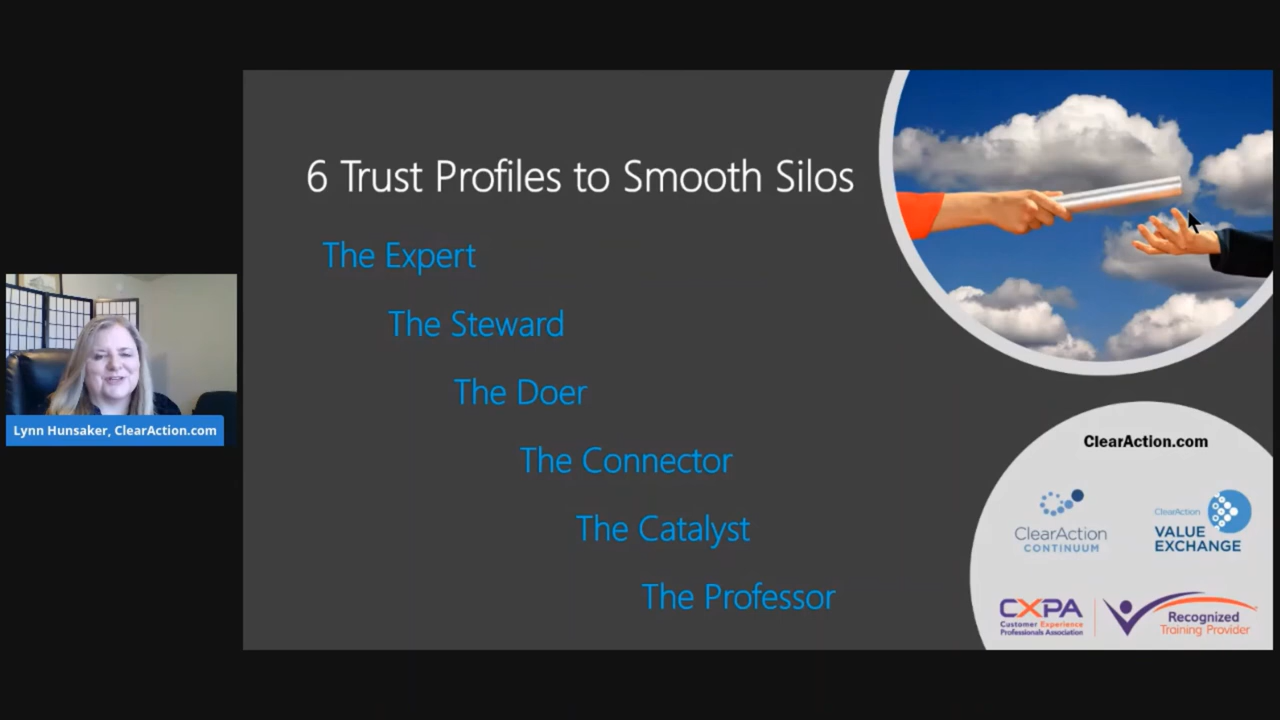 6 Trust Profiles to Smooth Silos
The Expert
The Steward
The Doer
The Connector
The Catalyst
The Professor
Lynn Hunsaker, ClearAction.com
ClearAction.com
ClearAction
CONTINUUM
ClearAction
VALUE
EXCHANGE
CXPA
Customer Experience
Professionals Association
Recognized
Training Provider